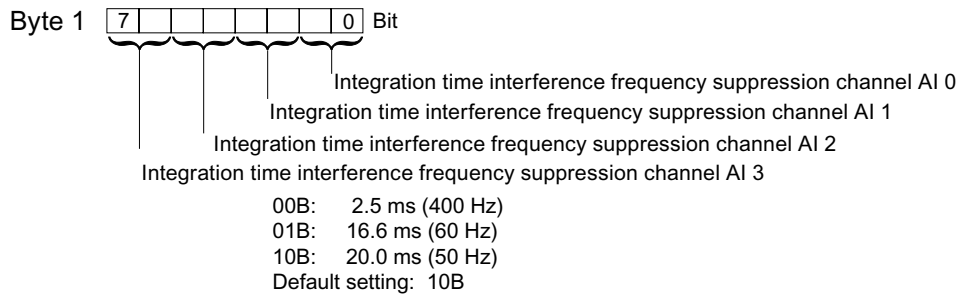 Byte 1 7 0 Bit
Integration time interference frequency suppression channel AI 0
Integration time interference frequency suppression channel AI 1
Integration time interference frequency suppression channel AI 2
Integration time interference frequency suppression channel AI 3
00B: 2.5 ms (400 Hz)
01B: 16.6 ms (60 Hz)
10B: 20.0 ms (50 Hz)
Default setting: 10B